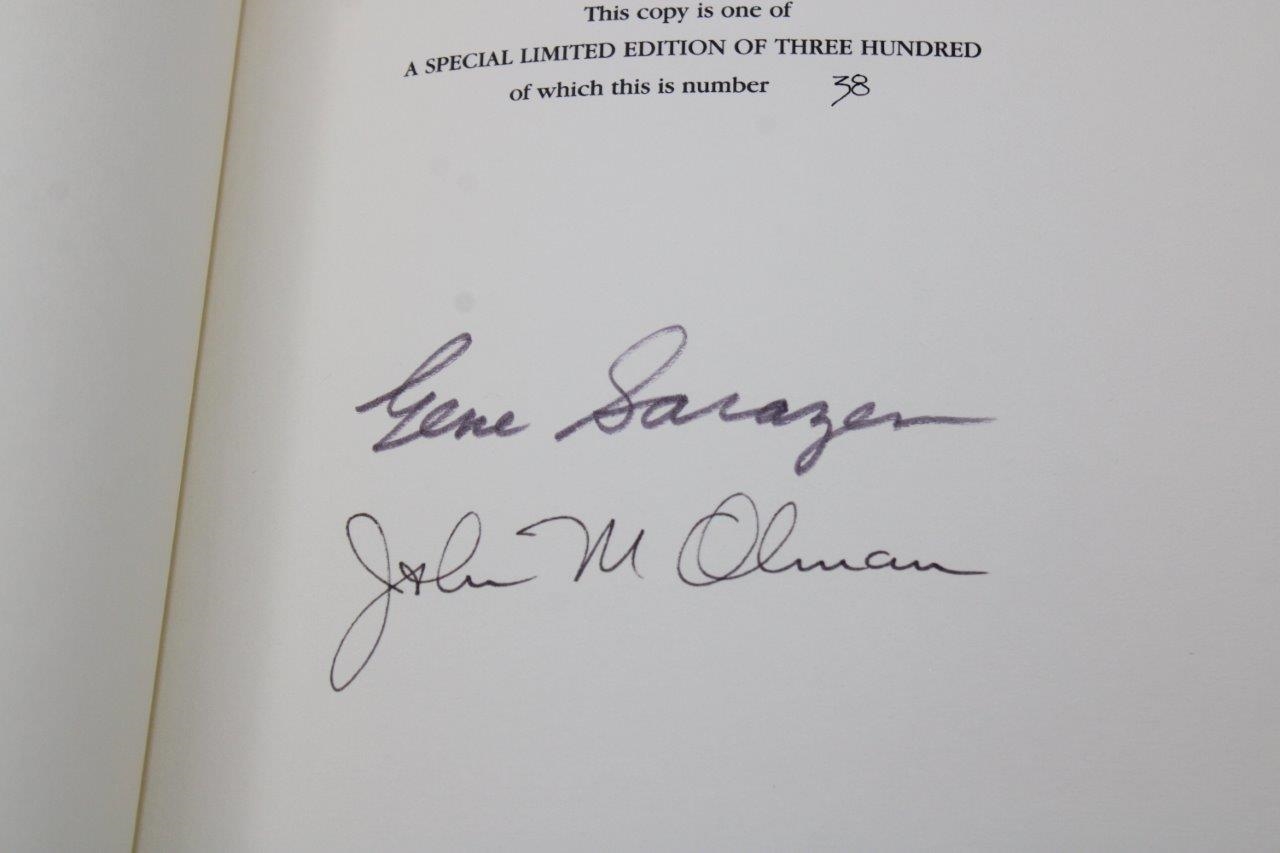 This copy is one of
A SPECIAL LIMITED EDITION OF THREE HUNDRED
of which this is number 38
Gene Sarazen
John M Olman